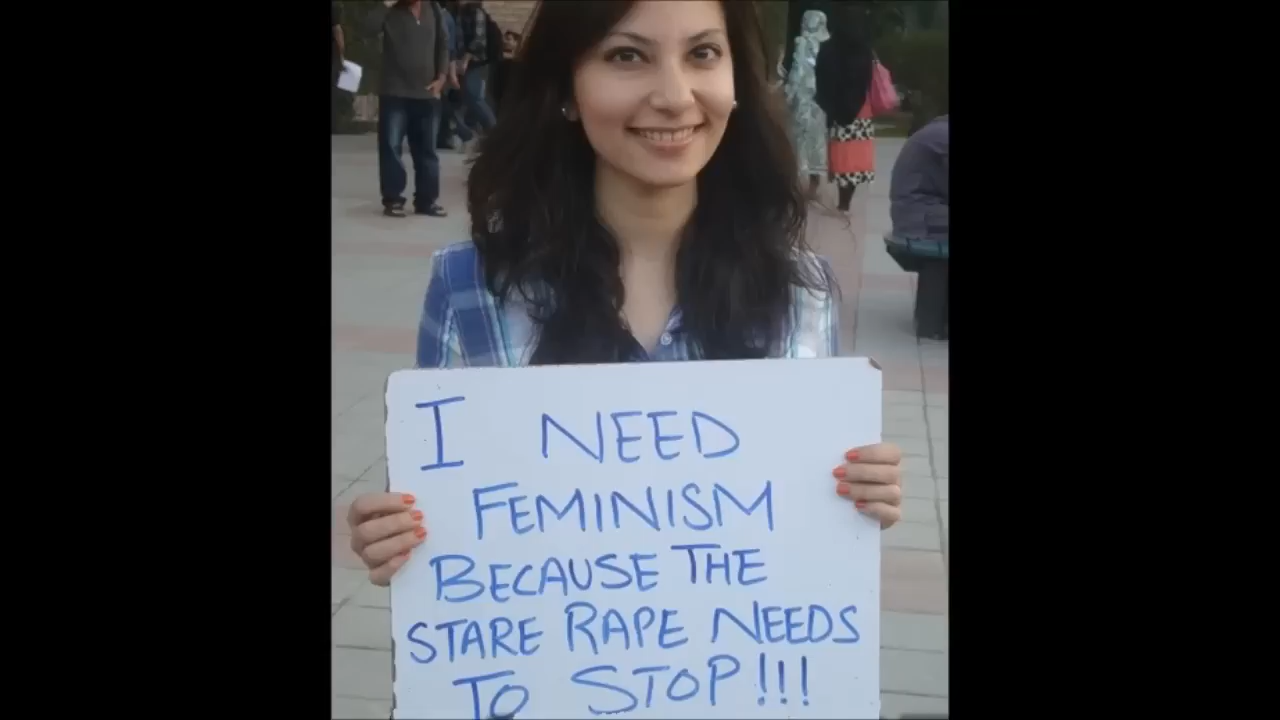 I NEED
FEMINISM
BECAUSE THE
STARE RAPE NEEDS
TO STOP!!!